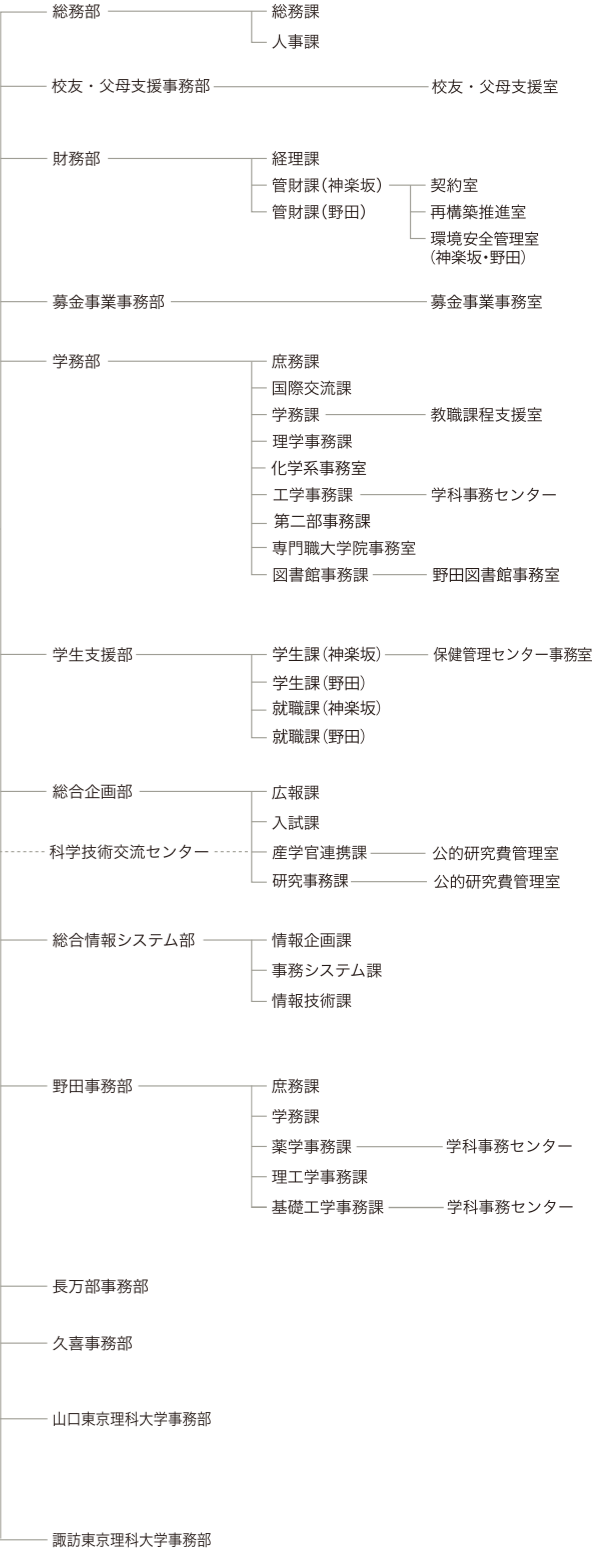 総務部 総務課
人事課
校友・父母支援事務部 校友・父母支援室
財務部 経理課
管財課(神楽坂) 契約室
管財課(野田) 再構築推進室
環境安全管理室
(神楽坂・野田)
募金事業事務部 募金事業事務室
学務部 庶務課
国際交流課
学務課 教職課程支援室
理学事務課
化学系事務室
工学事務課 学科事務センター
第二部事務課
専門職大学院事務室
図書館事務課 野田図書館事務室
学生支援部 学生課(神楽坂) 保健管理センター事務室
学生課(野田)
就職課(神楽坂)
就職課(野田)
総合企画部 広報課
入試課
科学技術交流センター 産学官連携課 公的研究費管理室
研究事務課 公的研究費管理室
総合情報システム部 情報企画課
事務システム課
情報技術課
野田事務部 庶務課
学務課
薬学事務課 学科事務センター
理工学事務課
基礎工学事務課 学科事務センター
長万部事務部
久喜事務部
山口東京理科大学事務部
諏訪東京理科大学事務部